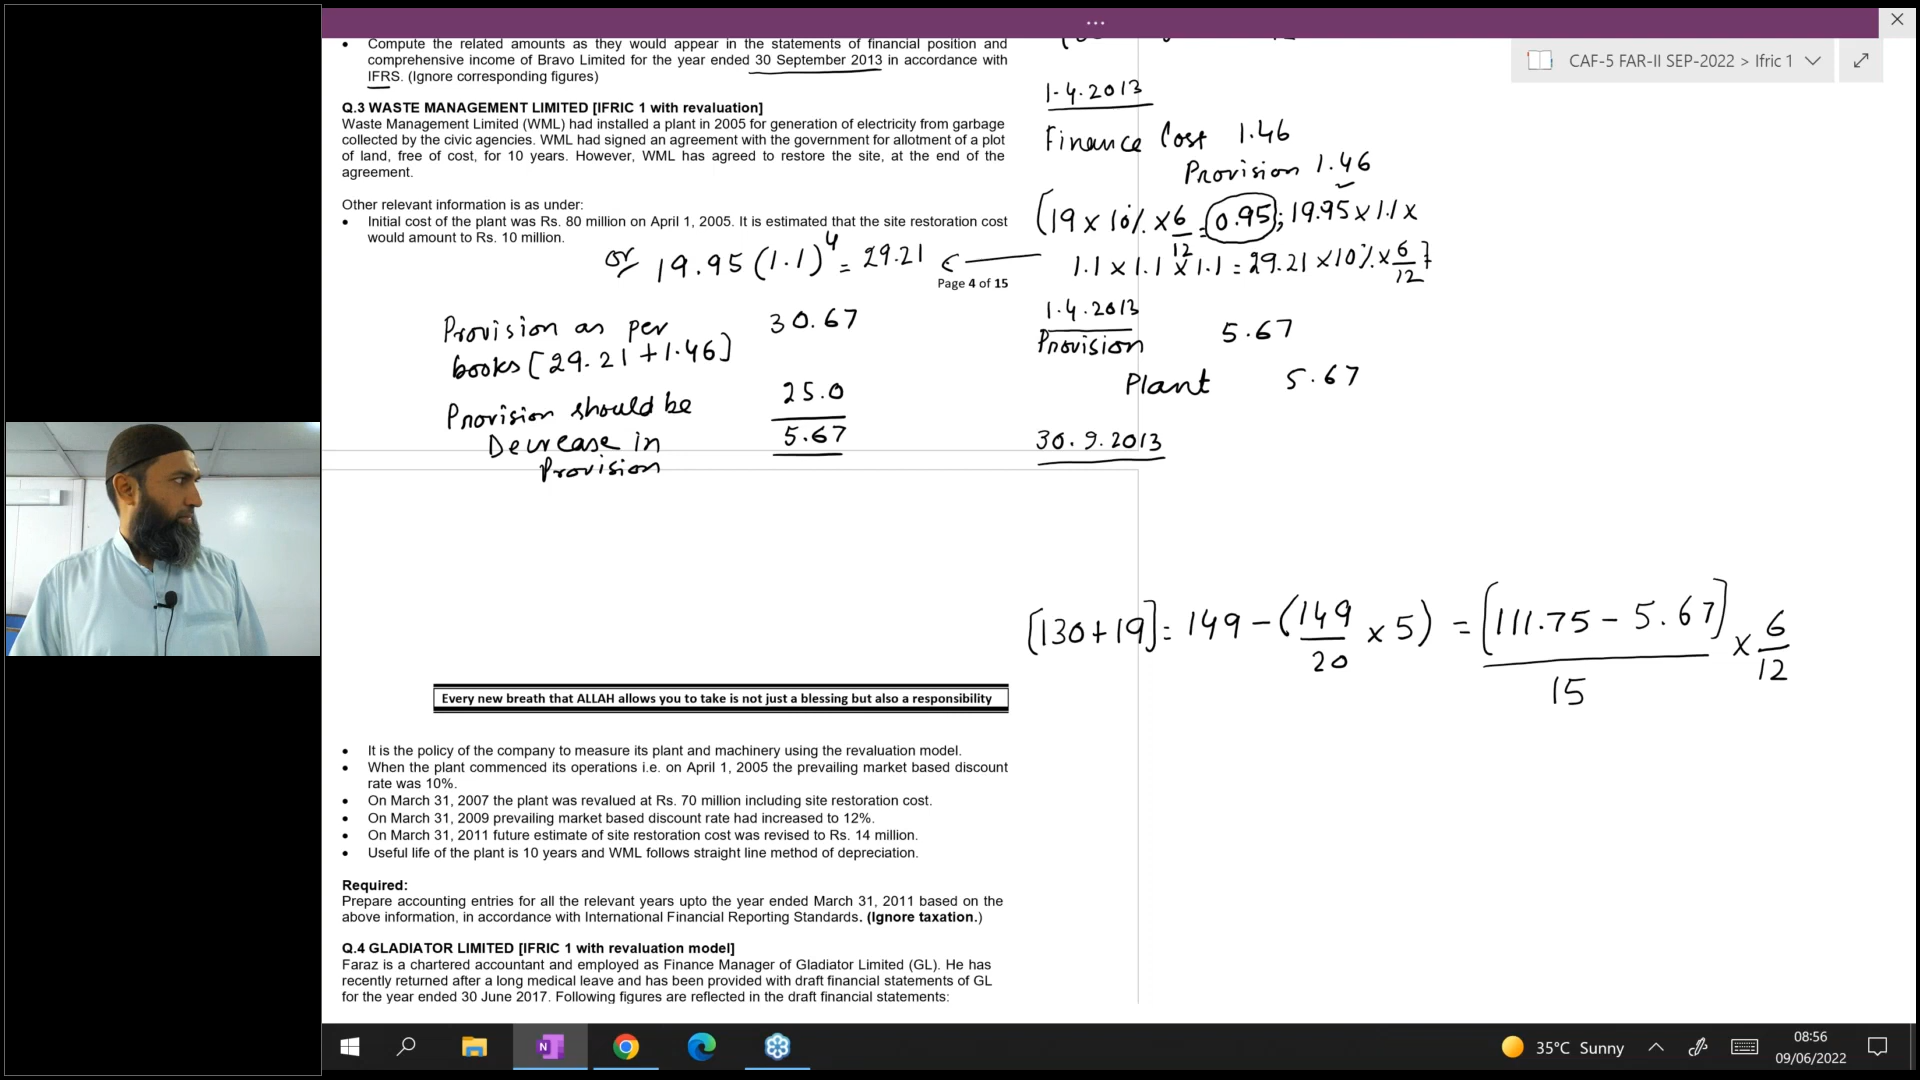 ...
CAF-5 FAR-II SEP-2022 > Ifric 1
• Compute the related amounts as they would appear in the statements of financial position and
comprehensive income of Bravo Limited for the year ended 30 September 2013 in accordance with
IFRS. (Ignore corresponding figures)
Q.3 WASTE MANAGEMENT LIMITED [IFRIC 1 with revaluation]
Waste Management Limited (WML) had installed a plant in 2005 for generation of electricity from garbage
collected by the civic agencies. WML had signed an agreement with the government for allotment of a plot
of land, free of cost, for 10 years. However, WML has agreed to restore the site, at the end of the
agreement.
Other relevant information is as under:
• Initial cost of the plant was Rs. 80 million on April 1, 2005. It is estimated that the site restoration cost
would amount to Rs. 10 million.
or 19.95 (1.1)⁴ = 29.21 ←
Page 4 of 15
Provision as per 30.67
books [29.21 + 1.46]
Provision should be 25.0
Decrease in 5.67
Provision
1.4.2013
Finance Cost 1.46
Provision 1.46
[19 x 10% x 6/12 = 0.95; 19.95 x 1.1 x
1.1 x 1.1 x 1.1 = 29.21 x 10% x 6/12]
1.4.2013
Provision 5.67
Plant 5.67
30.9.2013
[130+19] = 149 - (149/20 x 5) = [111.75 - 5.67]/15 x 6/12
Every new breath that ALLAH allows you to take is not just a blessing but also a responsibility
• It is the policy of the company to measure its plant and machinery using the revaluation model.
• When the plant commenced its operations i.e. on April 1, 2005 the prevailing market based discount
rate was 10%.
• On March 31, 2007 the plant was revalued at Rs. 70 million including site restoration cost.
• On March 31, 2009 prevailing market based discount rate had increased to 12%.
• On March 31, 2011 future estimate of site restoration cost was revised to Rs. 14 million.
• Useful life of the plant is 10 years and WML follows straight line method of depreciation.
Required:
Prepare accounting entries for all the relevant years upto the year ended March 31, 2011 based on the
above information, in accordance with International Financial Reporting Standards. (Ignore taxation.)
Q.4 GLADIATOR LIMITED [IFRIC 1 with revaluation model]
Faraz is a chartered accountant and employed as Finance Manager of Gladiator Limited (GL). He has
recently returned after a long medical leave and has been provided with draft financial statements of GL
for the year ended 30 June 2017. Following figures are reflected in the draft financial statements:
35°C Sunny
08:56
09/06/2022